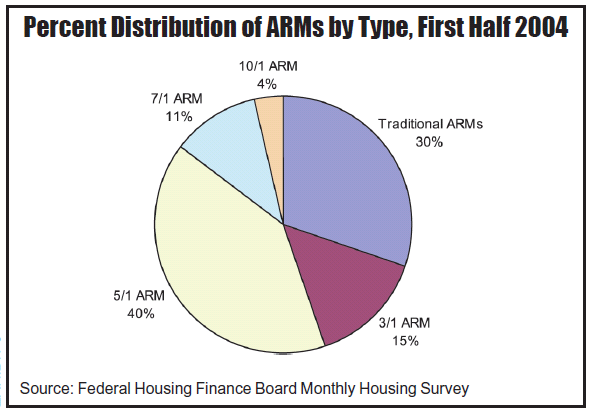 Percent Distribution of ARMs by Type, First Half 2004
10/1 ARM
4%
7/1 ARM
11%
Traditional ARMs
30%
5/1 ARM
40%
3/1 ARM
15%
Source: Federal Housing Finance Board Monthly Housing Survey